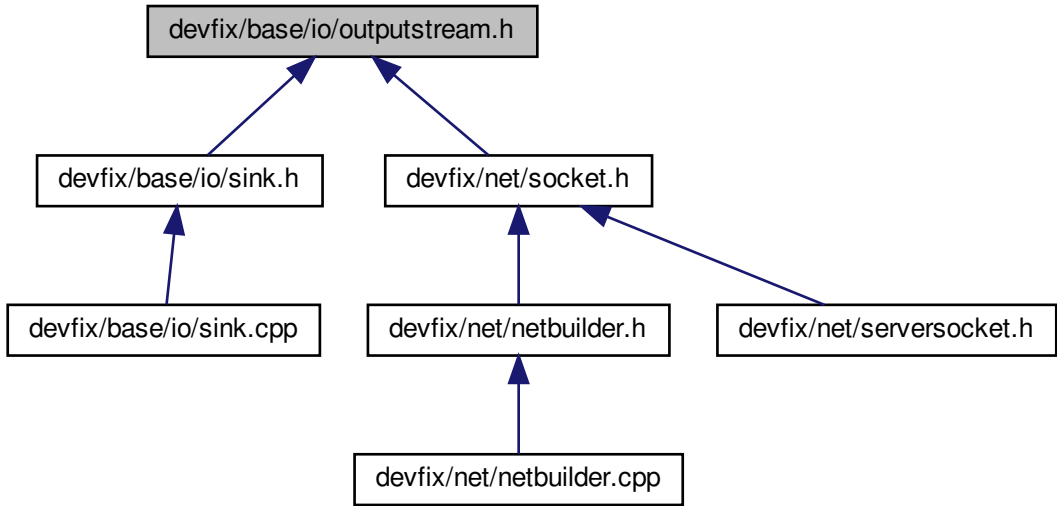 devfix/base/io/outputstream.h
devfix/base/io/sink.h
devfix/net/socket.h
devfix/base/io/sink.cpp
devfix/net/netbuilder.h
devfix/net/serversocket.h
devfix/net/netbuilder.cpp